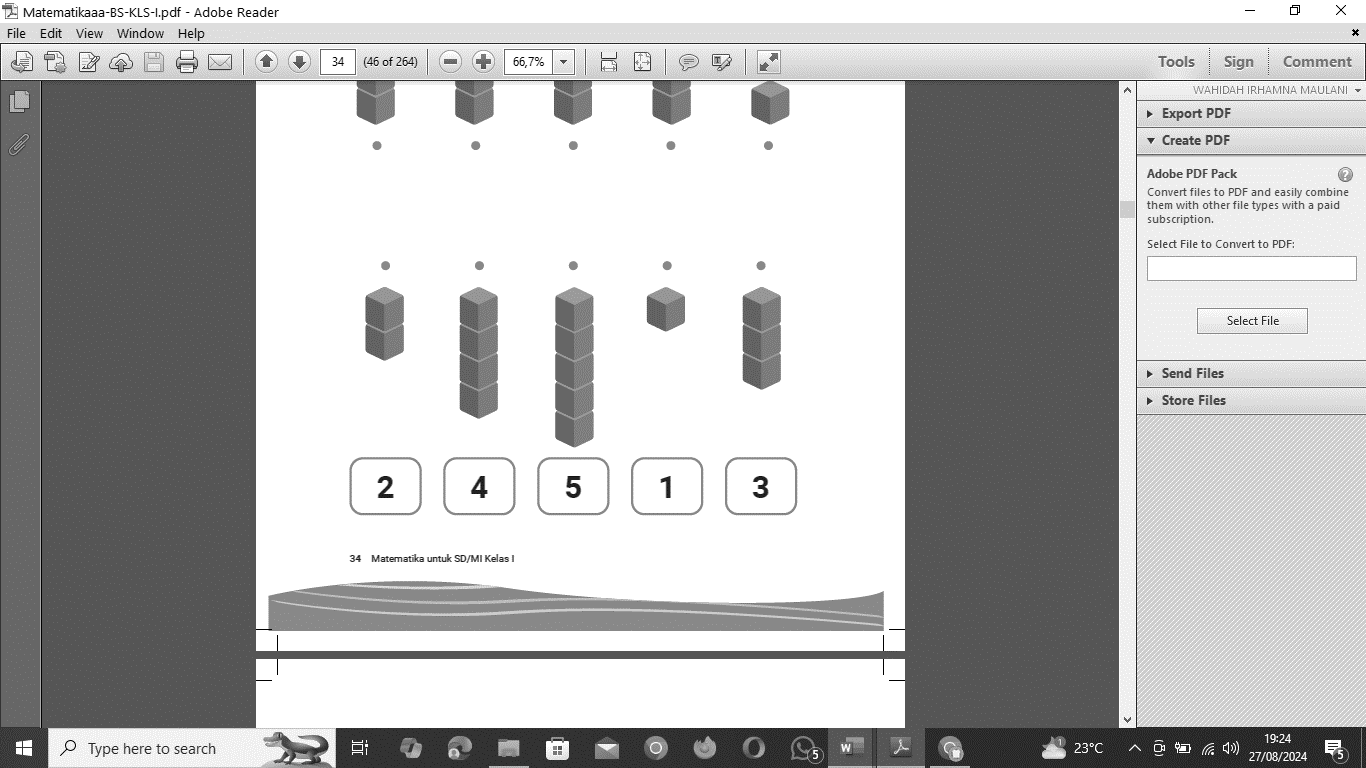 Matematikaaa-BS-KLS-I.pdf - Adobe Reader
File Edit View Window Help
34 (46 of 264) 66,7% Tools Sign Comment
WAHIDAH IRHAMNA MAULANI
Export PDF
Create PDF
Adobe PDF Pack
Convert files to PDF and easily combine
them with other file types with a paid
subscription.
Select File to Convert to PDF:
Select File
Send Files
Store Files
2 4 5 1 3
34 Matematika untuk SD/MI Kelas I
Type here to search
5
23°C
19:24
27/08/2024
5